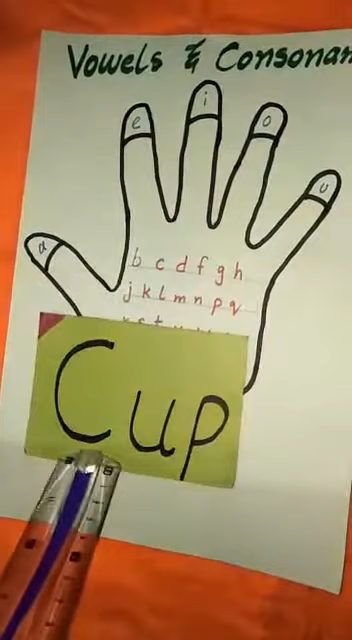 Vowels & Consonan
a e i o u
b c d f g h
j k l m n p q
Cup